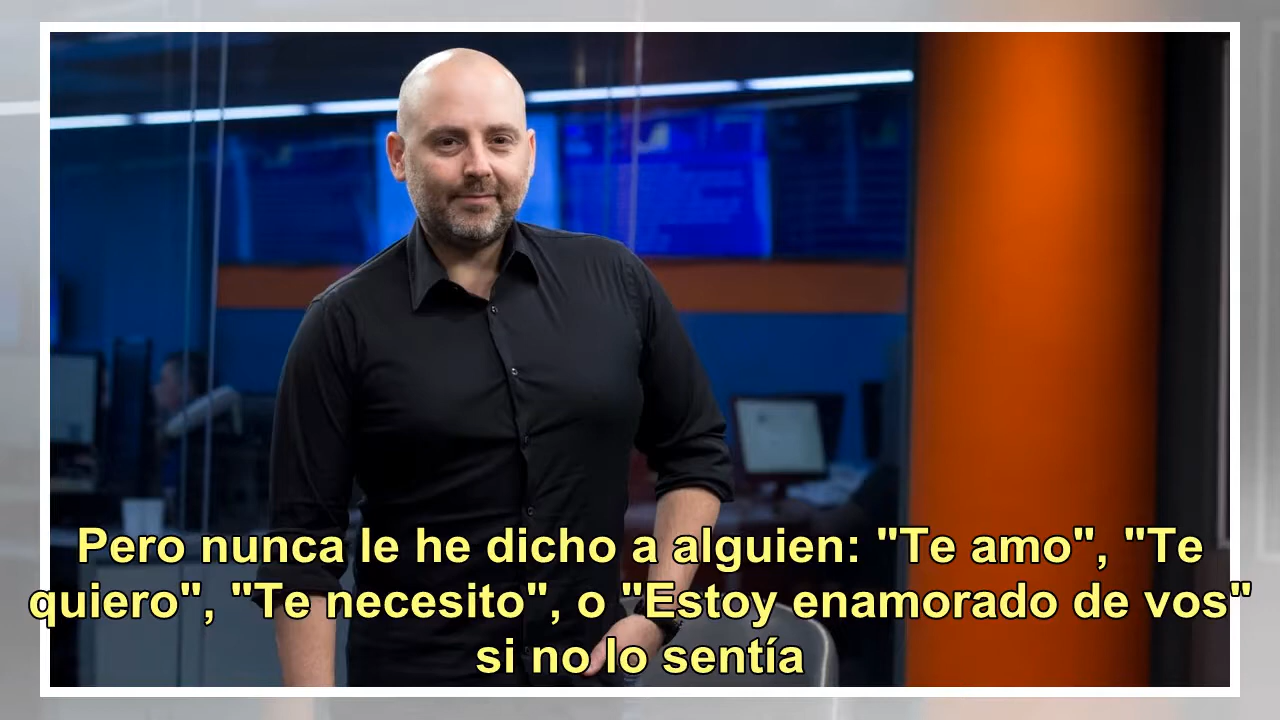 Pero nunca le he dicho a alguien: "Te amo", "Te
quiero", "Te necesito", o "Estoy enamorado de vos"
si no lo sentía